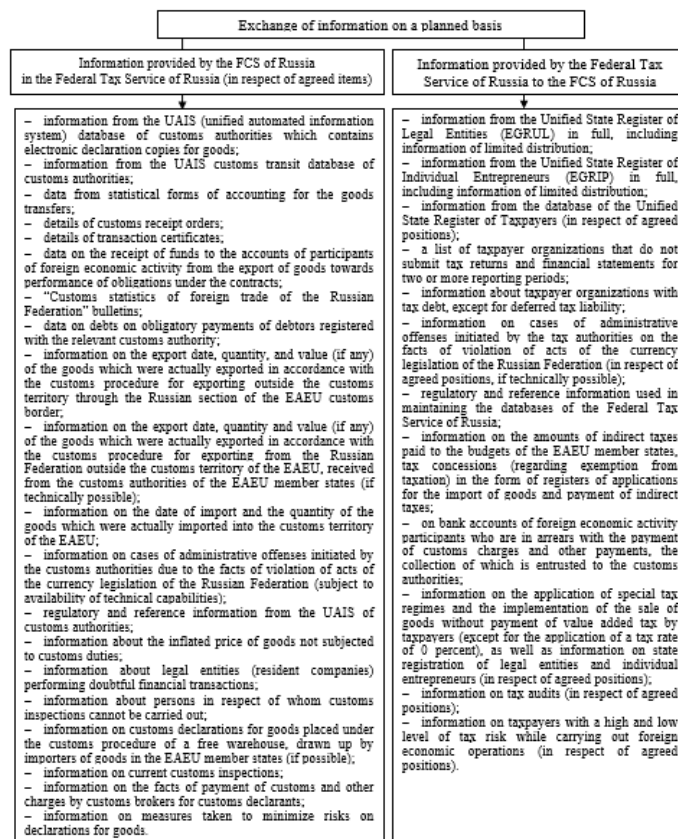 Exchange of information on a planned basis
Information provided by the FCS of Russia
in the Federal Tax Service of Russia (in respect of agreed items)
Information provided by the Federal Tax
Service of Russia to the FCS of Russia
– information from the UAIS (unified automated information
system) database of customs authorities which contains
electronic declaration copies for goods;
– information from the UAIS customs transit database of
customs authorities;
– data from statistical forms of accounting for the goods
transfers;
– details of customs receipt orders;
– details of transaction certificates;
– data on the receipt of funds to the accounts of participants
of foreign economic activity from the export of goods towards
performance of obligations under the contracts;
– “Customs statistics of foreign trade of the Russian
Federation” bulletins;
– data on debts on obligatory payments of debtors registered
with the relevant customs authority;
– information on the export date, quantity, and value (if any)
of the goods which were actually exported in accordance with
the customs procedure for exporting outside the customs
territory through the Russian section of the EAEU customs
border;
– information on the export date, quantity and value (if any)
of the goods which were actually exported in accordance with
the customs procedure for exporting from the Russian
Federation outside the customs territory of the EAEU, received
from the customs authorities of the EAEU member states (if
technically possible);
– information on the date of import and the quantity of the
goods which were actually imported into the customs territory
of the EAEU;
– information on cases of administrative offenses initiated by
the customs authorities due to the facts of violation of acts of
the currency legislation of the Russian Federation (subject to
availability of technical capabilities);
– regulatory and reference information from the UAIS of
customs authorities;
– information about the inflated price of goods not subjected
to customs duties;
– information about legal entities (resident companies)
performing doubtful financial transactions;
– information about persons in respect of whom customs
inspections cannot be carried out;
– information on customs declarations for goods placed under
the customs procedure of a free warehouse, drawn up by
importers of goods in the EAEU member states (if possible);
– information on current customs inspections;
– information on the facts of payment of customs and other
charges by customs brokers for customs declarants;
– information on measures taken to minimize risks on
declarations for goods.
– information from the Unified State Register of
Legal Entities (EGRUL) in full, including
information of limited distribution;
– information from the Unified State Register of
Individual Entrepreneurs (EGRIP) in full,
including information of limited distribution;
– information from the database of the Unified
State Register of Taxpayers (in respect of agreed
positions);
– a list of taxpayer organizations that do not
submit tax returns and financial statements for
two or more reporting periods;
– information about taxpayer organizations with
tax debt, except for deferred tax liability;
– information on cases of administrative
offenses initiated by the tax authorities on the
facts of violation of acts of the currency
legislation of the Russian Federation (in respect of
agreed positions, if technically possible);
– regulatory and reference information used in
maintaining the databases of the Federal Tax
Service of Russia;
– information on the amounts of indirect taxes
paid to the budgets of the EAEU member states,
tax concessions (regarding exemption from
taxation) in the form of registers of applications
for the import of goods and payment of indirect
taxes;
– on bank accounts of foreign economic activity
participants who are in arrears with the payment
of customs charges and other payments, the
collection of which is entrusted to the customs
authorities;
– information on the application of special tax
regimes and the implementation of the sale of
goods without payment of value added tax by
taxpayers (except for the application of a tax rate
of 0 percent), as well as information on state
registration of legal entities and individual
entrepreneurs (in respect of agreed positions);
– information on tax audits (in respect of agreed
positions);
– information on taxpayers with a high and low
level of tax risk while carrying out foreign
economic operations (in respect of agreed
positions).